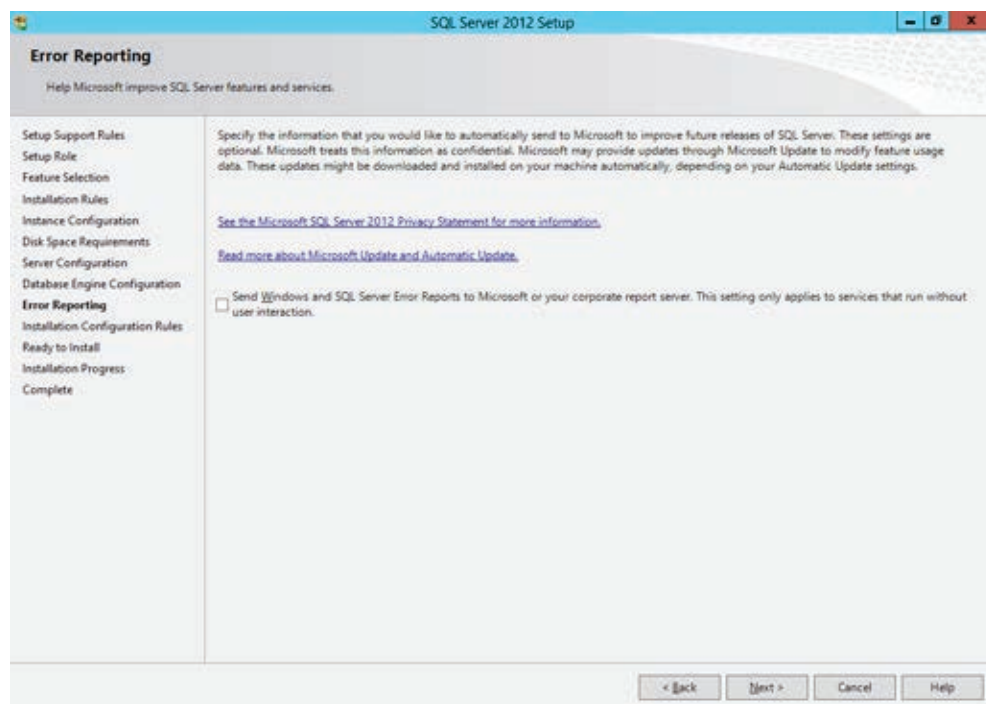 SQL Server 2012 Setup
Error Reporting
Help Microsoft improve SQL Server features and services.
Setup Support Rules
Setup Role
Feature Selection
Installation Rules
Instance Configuration
Disk Space Requirements
Server Configuration
Database Engine Configuration
Error Reporting
Installation Configuration Rules
Ready to Install
Installation Progress
Complete
Specify the information that you would like to automatically send to Microsoft to improve future releases of SQL Server. These settings are
optional. Microsoft treats this information as confidential. Microsoft may provide updates through Microsoft Update to modify feature usage
data. These updates might be downloaded and installed on your machine automatically, depending on your Automatic Update settings.
See the Microsoft SQL Server 2012 Privacy Statement for more information.
Read more about Microsoft Update and Automatic Update.
Send Windows and SQL Server Error Reports to Microsoft or your corporate report server. This setting only applies to services that run without
user interaction.
< Back
Next >
Cancel
Help